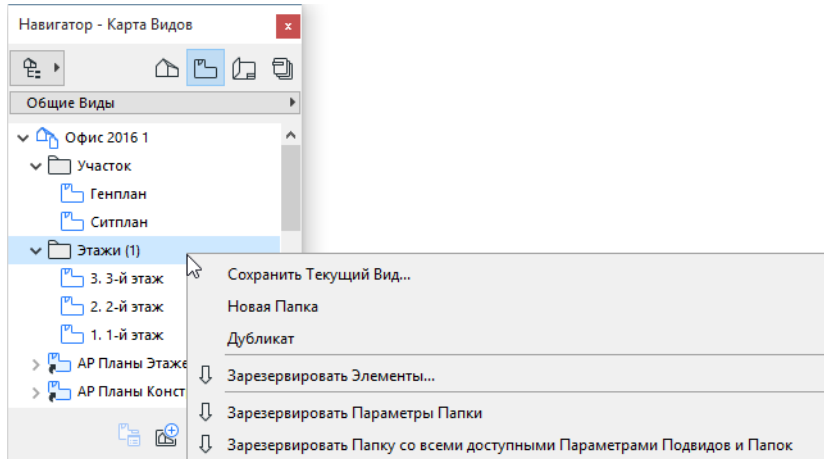 Навигатор - Карта Видов
x
Общие Виды
Офис 2016 1
Участок
Генплан
Ситплан
Этажи (1)
3. 3-й этаж
2. 2-й этаж
1. 1-й этаж
АР Планы Этаже
АР Планы Конст
Сохранить Текущий Вид...
Новая Папка
Дубликат
Зарезервировать Элементы...
Зарезервировать Параметры Папки
Зарезервировать Папку со всеми доступными Параметрами Подвидов и Папок